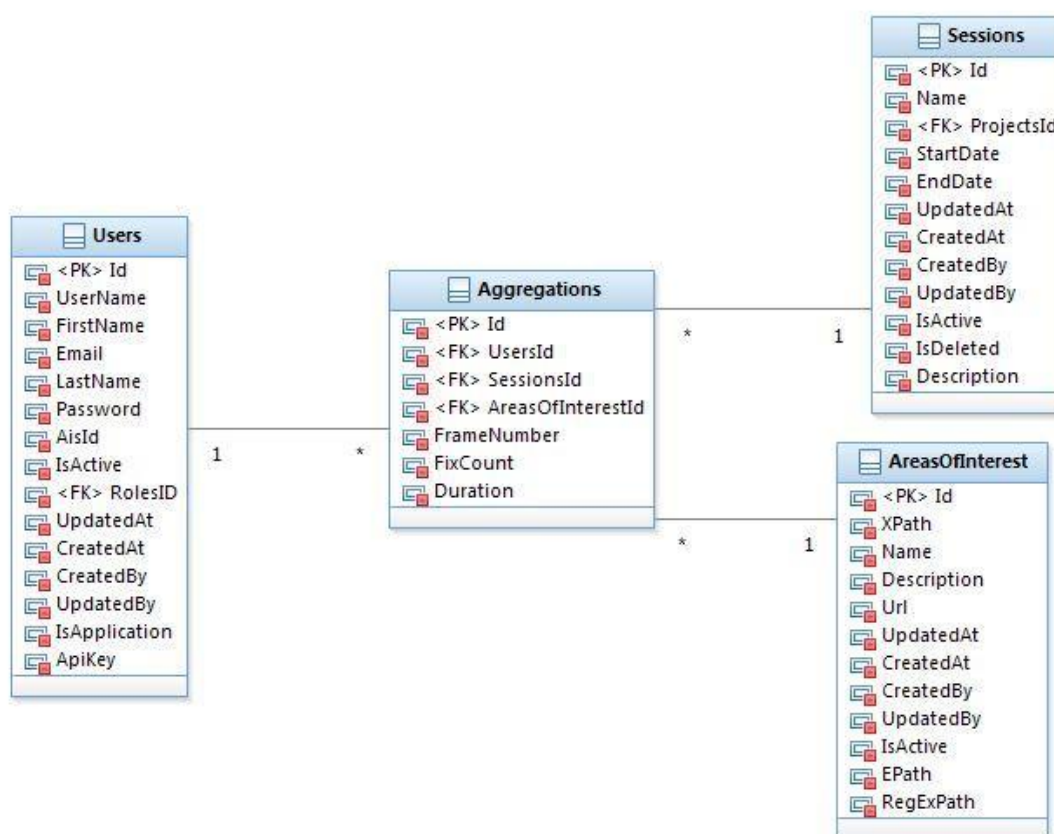 Sessions
<PK> Id
Name
<FK> ProjectsId
StartDate
EndDate
UpdatedAt
CreatedAt
CreatedBy
UpdatedBy
IsActive
IsDeleted
Description
Users
<PK> Id
UserName
FirstName
Email
LastName
Password
AisId
IsActive
<FK> RolesID
UpdatedAt
CreatedAt
CreatedBy
UpdatedBy
IsApplication
ApiKey
1
*
Aggregations
<PK> Id
<FK> UsersId
<FK> SessionsId
<FK> AreasOfInterestId
FrameNumber
FixCount
Duration
*
1
*
1
AreasOfInterest
<PK> Id
XPath
Name
Description
Url
UpdatedAt
CreatedAt
CreatedBy
UpdatedBy
IsActive
EPath
RegExPath